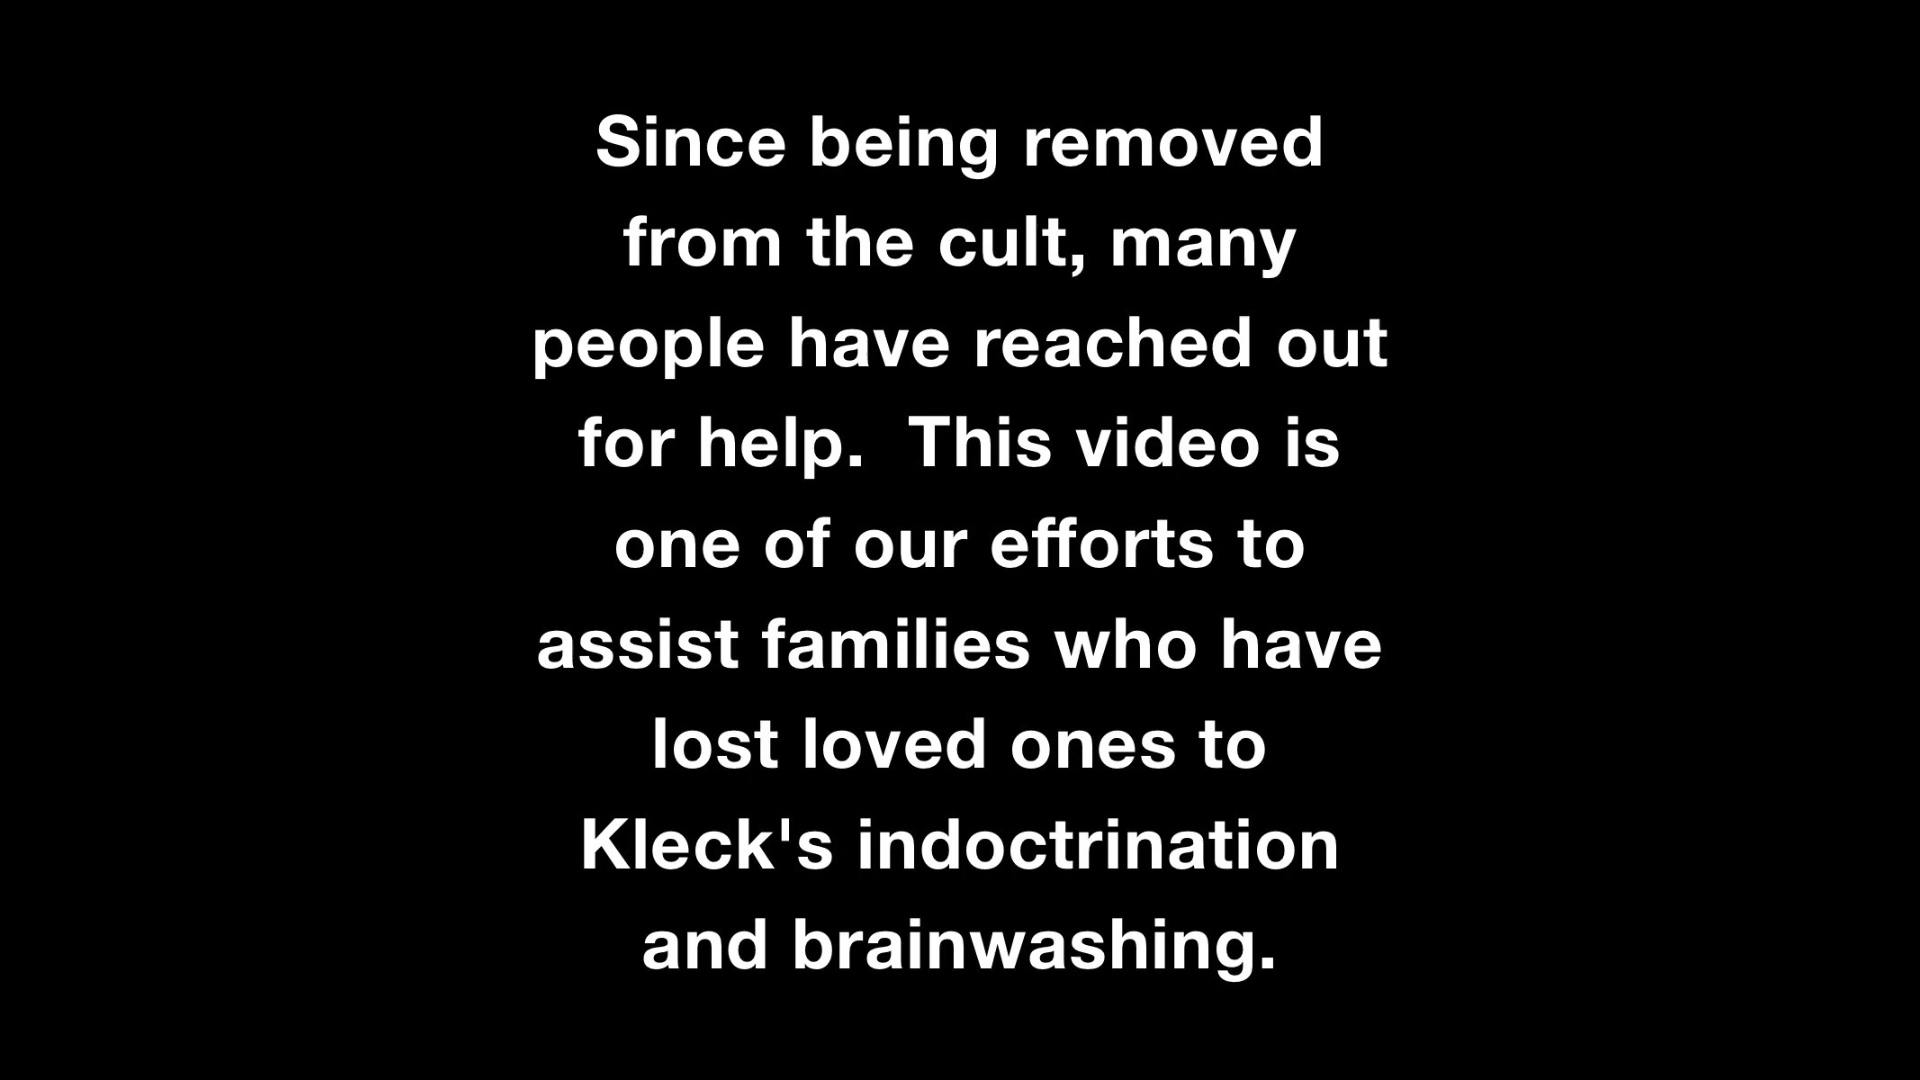 Since being removed
from the cult, many
people have reached out
for help.  This video is
one of our efforts to
assist families who have
lost loved ones to
Kleck's indoctrination
and brainwashing.